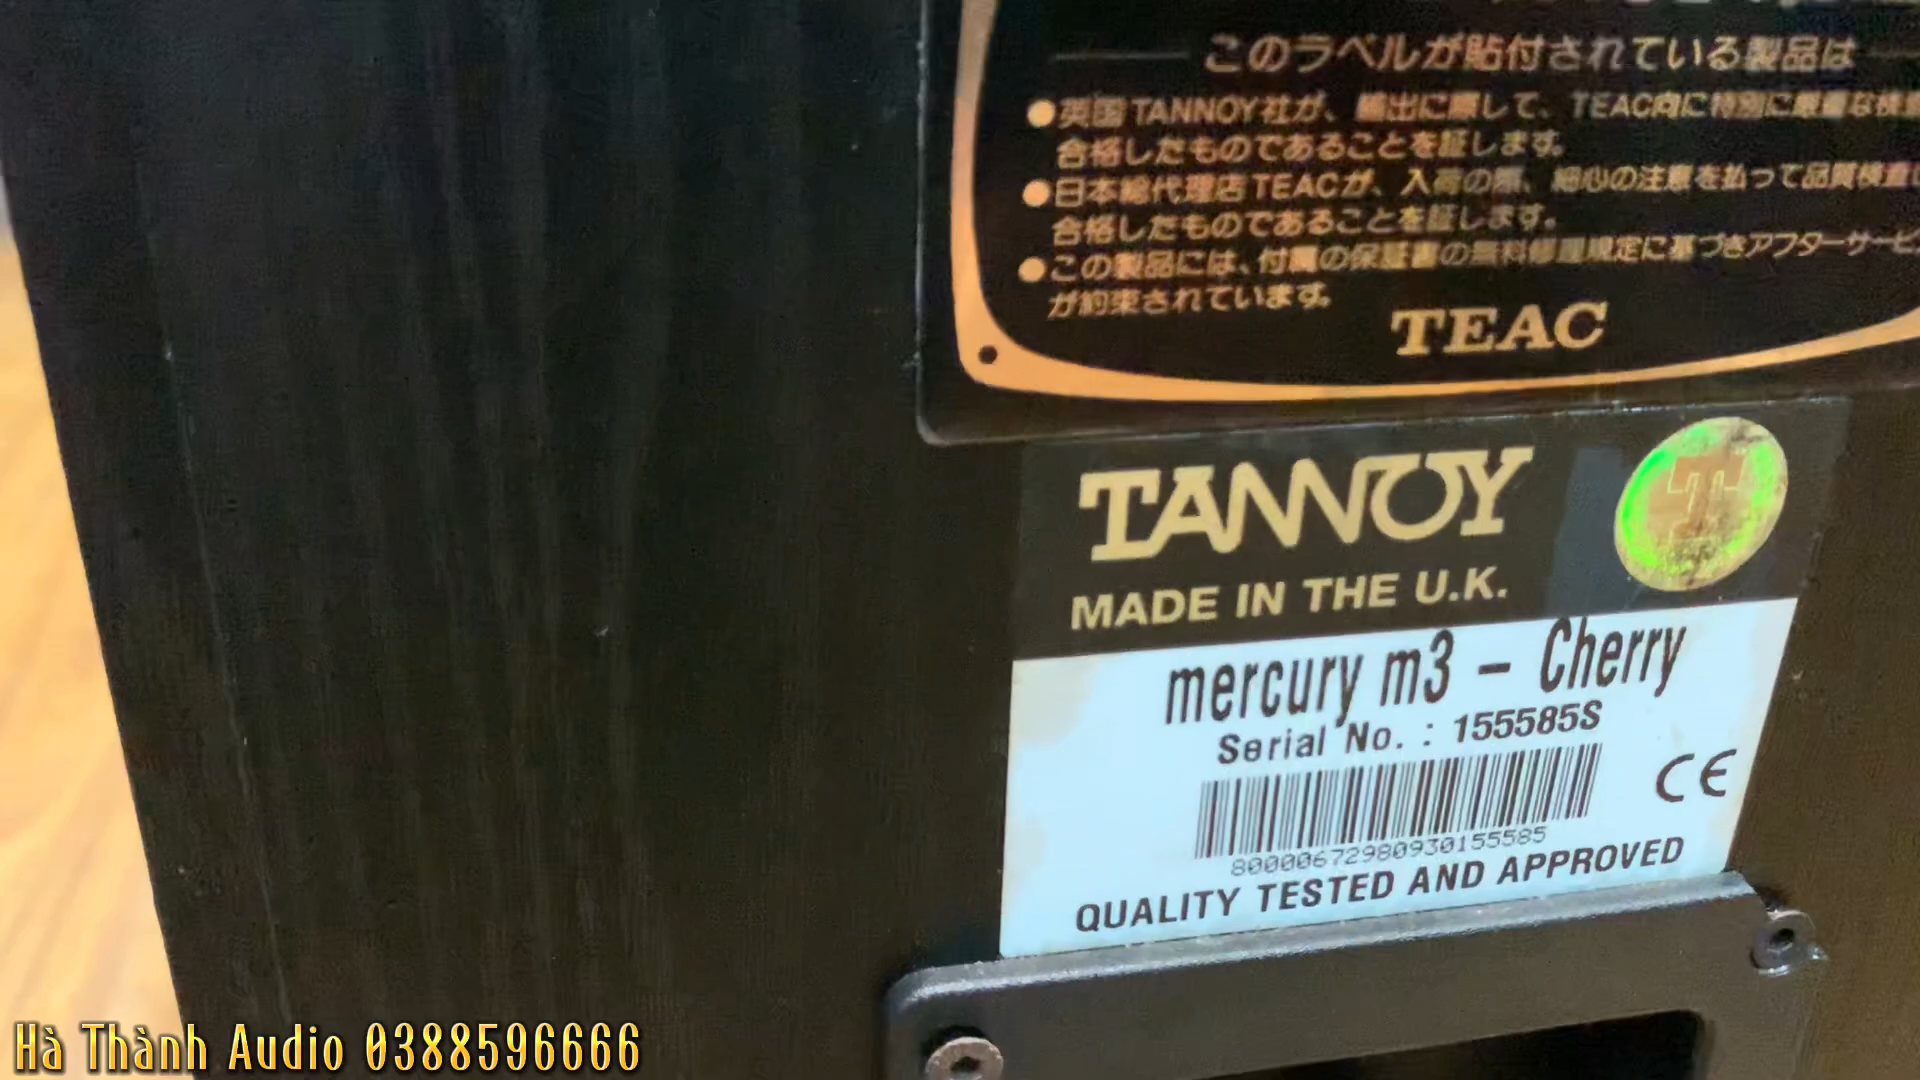 このラベルが貼付されている製品は
●英国TANNOY社が、輸出に際して、TEAC向に特別に厳密な検査
合格したものであることを証します。
●日本総代理店TEACが、入荷の際、細心の注意を払って品質検査し
合格したものであることを証します。
●この製品には、付属の保証書の無料修理規定に基づきアフターサービ
が約束されています。
TEAC
TANNOY
T
MADE IN THE U.K.
mercury m3 - Cherry
Serial No. : 155585S
CE
80000672980930155585
QUALITY TESTED AND APPROVED
Hà Thành Audio 0388596666